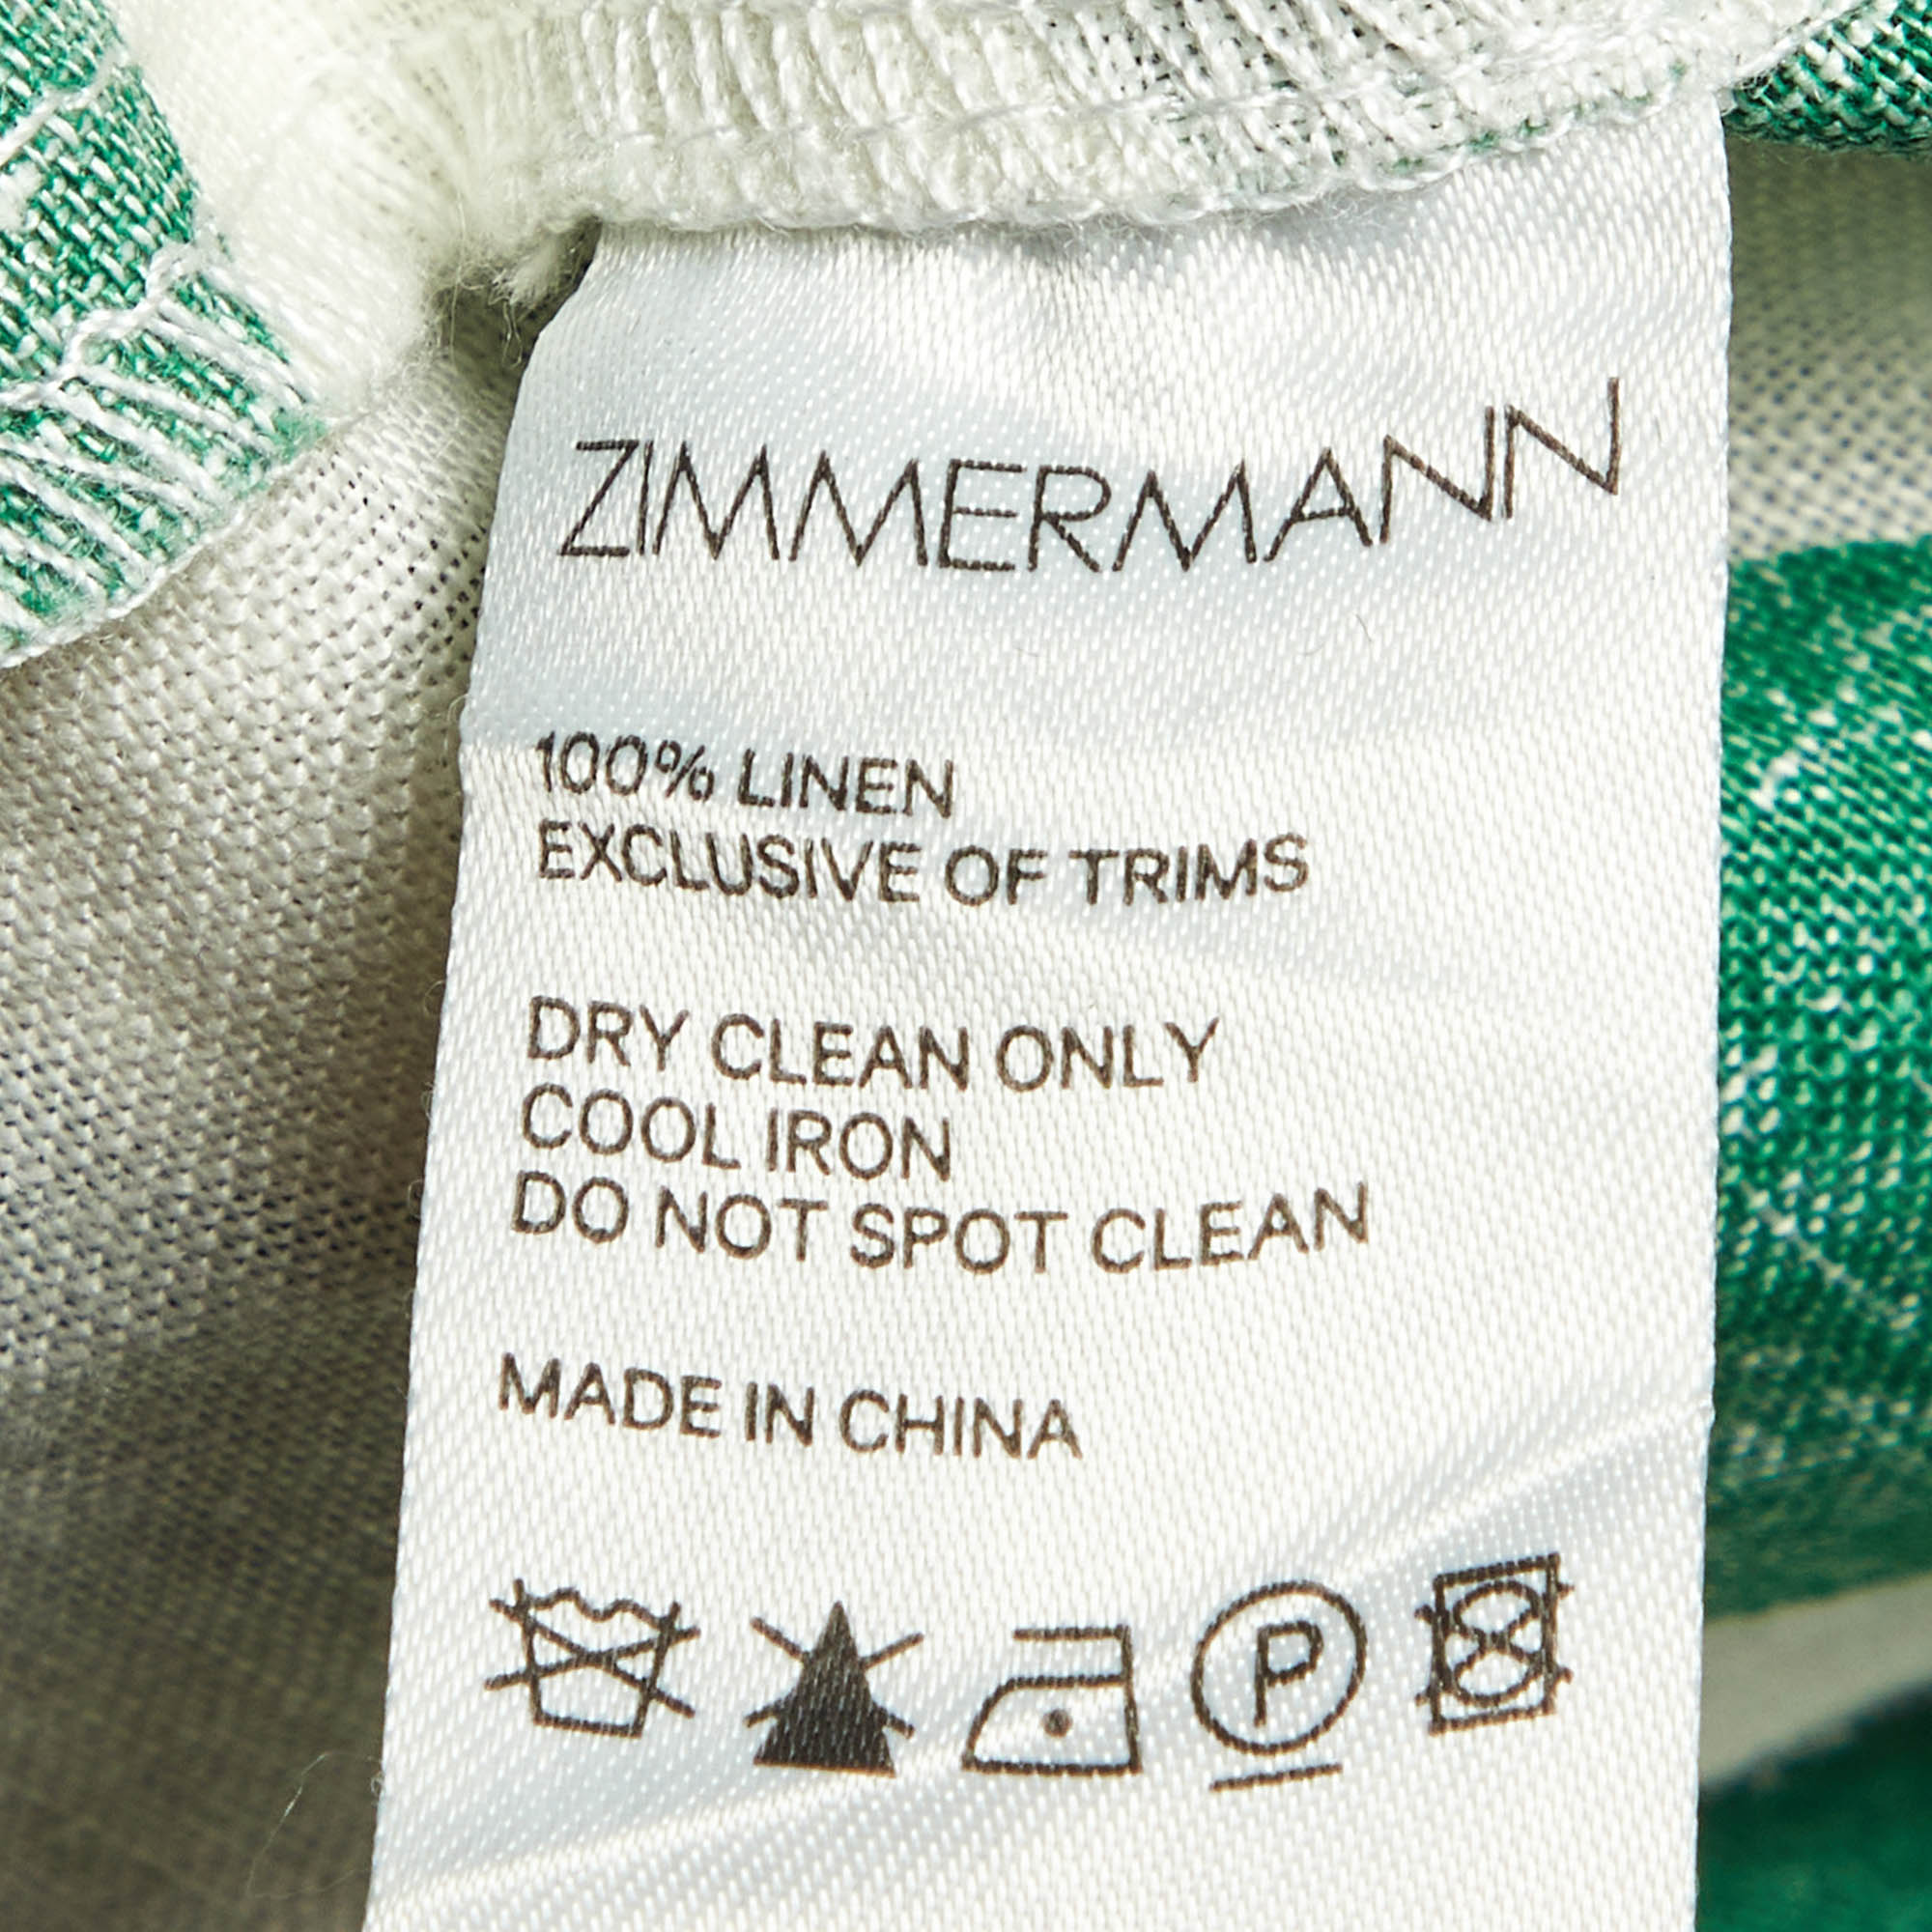 ZIMMERMANN
100% LINEN
EXCLUSIVE OF TRIMS
DRY CLEAN ONLY
COOL IRON
DO NOT SPOT CLEAN
MADE IN CHINA
P